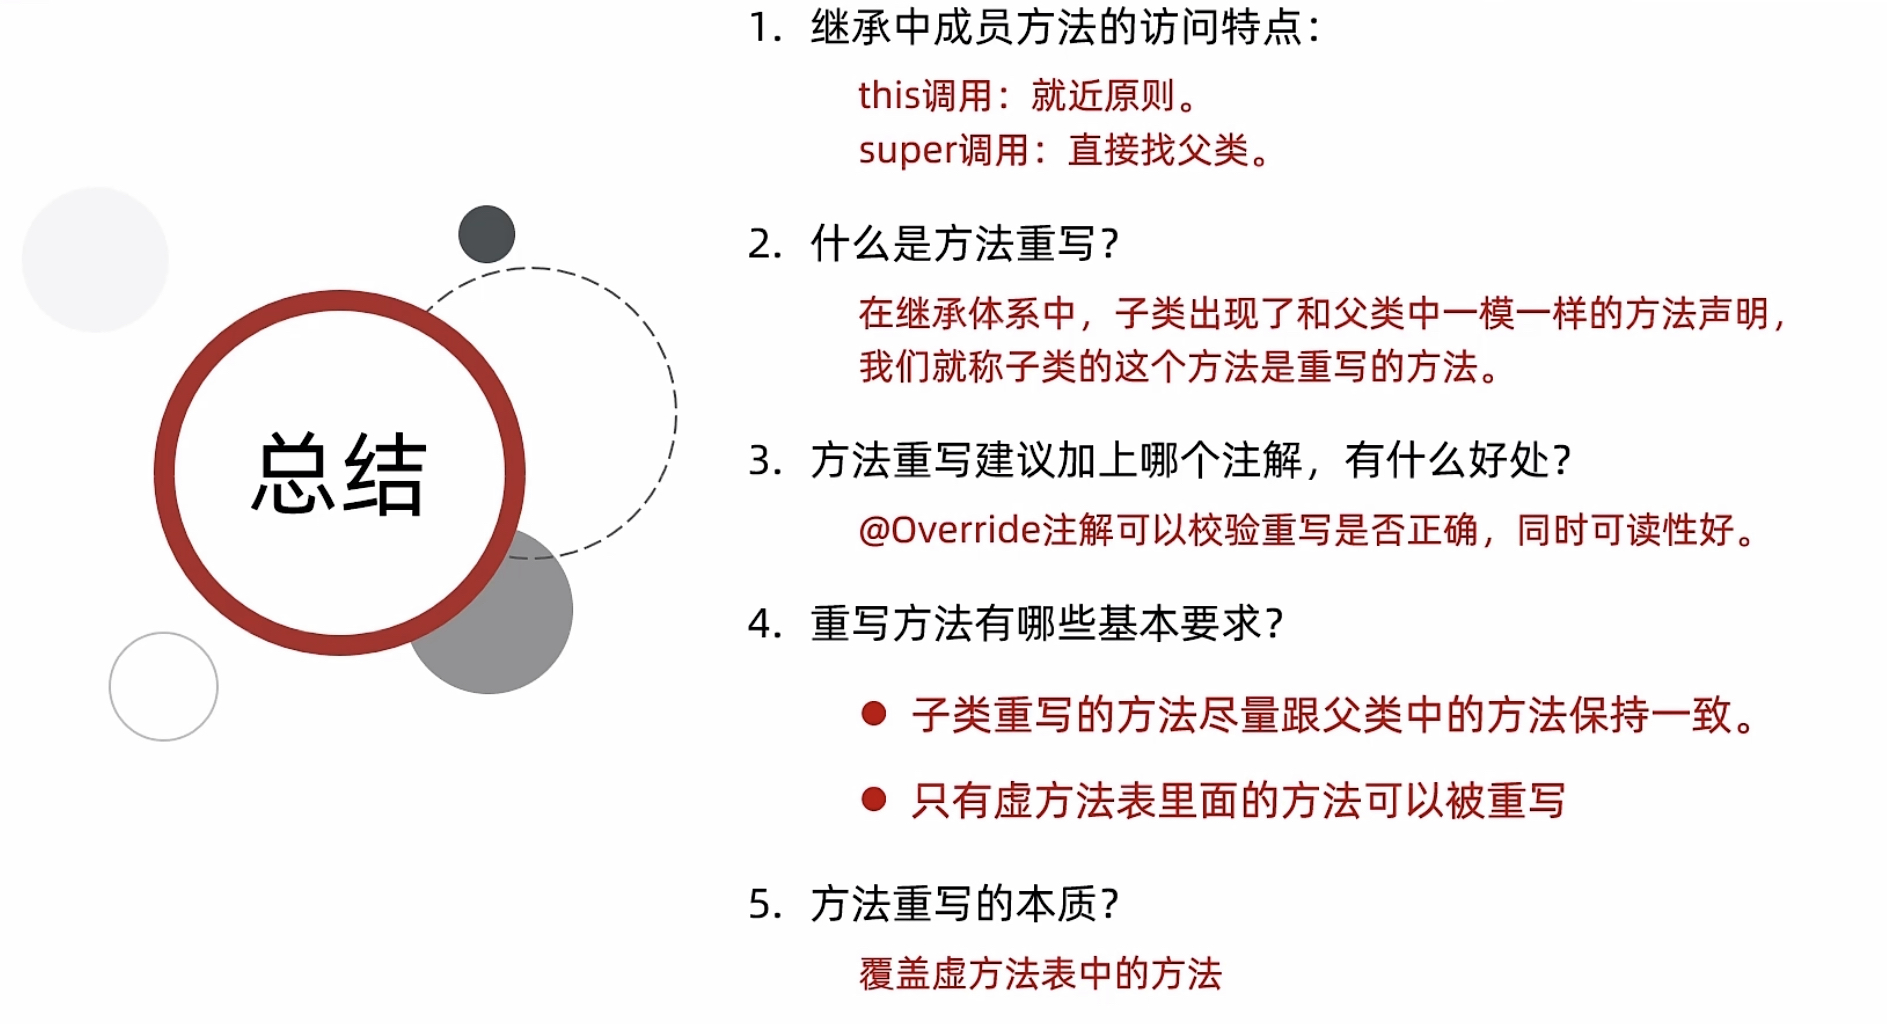 总结
1. 继承中成员方法的访问特点：
this调用：就近原则。
super调用：直接找父类。
2. 什么是方法重写？
在继承体系中，子类出现了和父类中一模一样的方法声明，
我们就称子类的这个方法是重写的方法。
3. 方法重写建议加上哪个注解，有什么好处？
@Override注解可以校验重写是否正确，同时可读性好。
4. 重写方法有哪些基本要求？
● 子类重写的方法尽量跟父类中的方法保持一致。
● 只有虚方法表里面的方法可以被重写
5. 方法重写的本质？
覆盖虚方法表中的方法